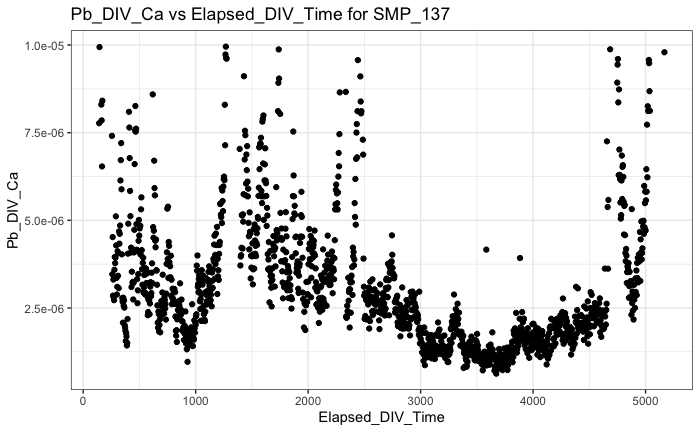 Pb_DIV_Ca vs Elapsed_DIV_Time for SMP_137
1.0e-05
7.5e-06
5.0e-06
2.5e-06
Pb_DIV_Ca
0 1000 2000 3000 4000 5000
Elapsed_DIV_Time